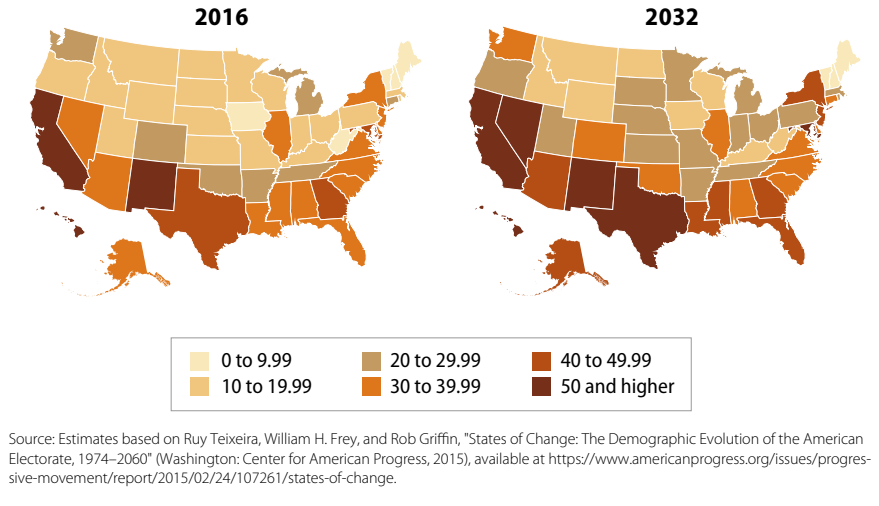 2016
2032
0 to 9.99
10 to 19.99
20 to 29.99
30 to 39.99
40 to 49.99
50 and higher
Source: Estimates based on Ruy Teixeira, William H. Frey, and Rob Griffin, "States of Change: The Demographic Evolution of the American
Electorate, 1974–2060" (Washington: Center for American Progress, 2015), available at https://www.americanprogress.org/issues/progres-
sive-movement/report/2015/02/24/107261/states-of-change.